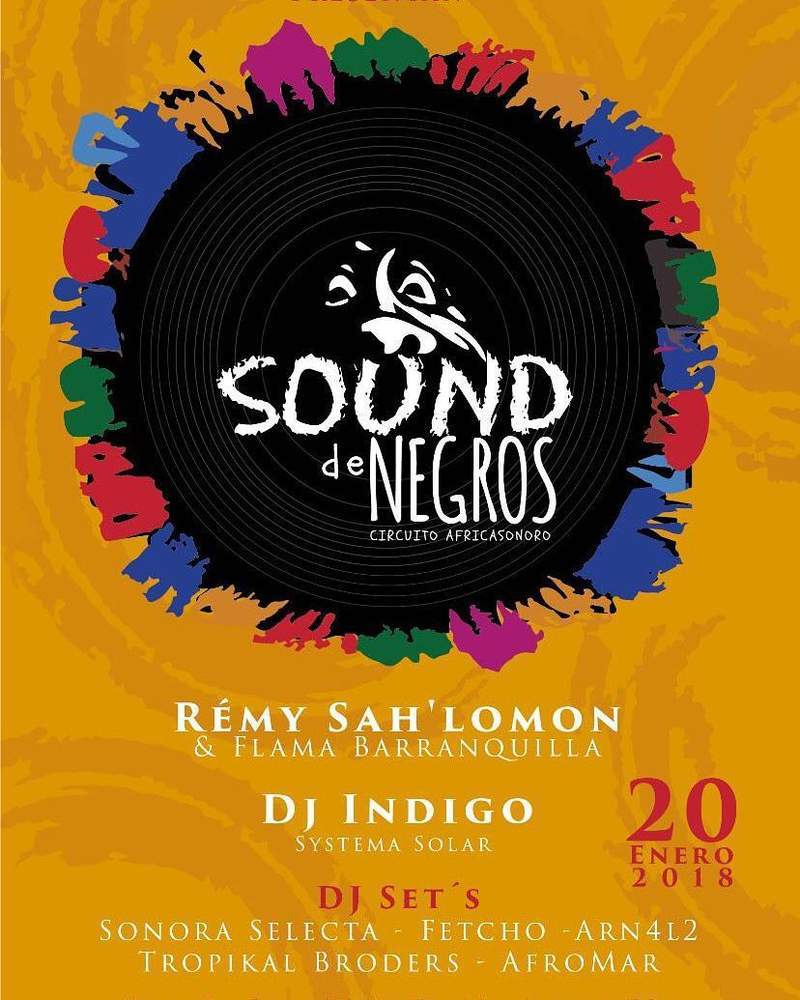 SOUND
de NEGROS
CIRCUITO AFRICASONORO
RÉMY SAH'LOMON
& FLAMA BARRANQUILLA
DJ INDIGO
SYSTEMA SOLAR
20
ENERO
2018
DJ SET´S
SONORA SELECTA - FETCHO -ARN4L2
TROPIKAL BRODERS - AFROMAR